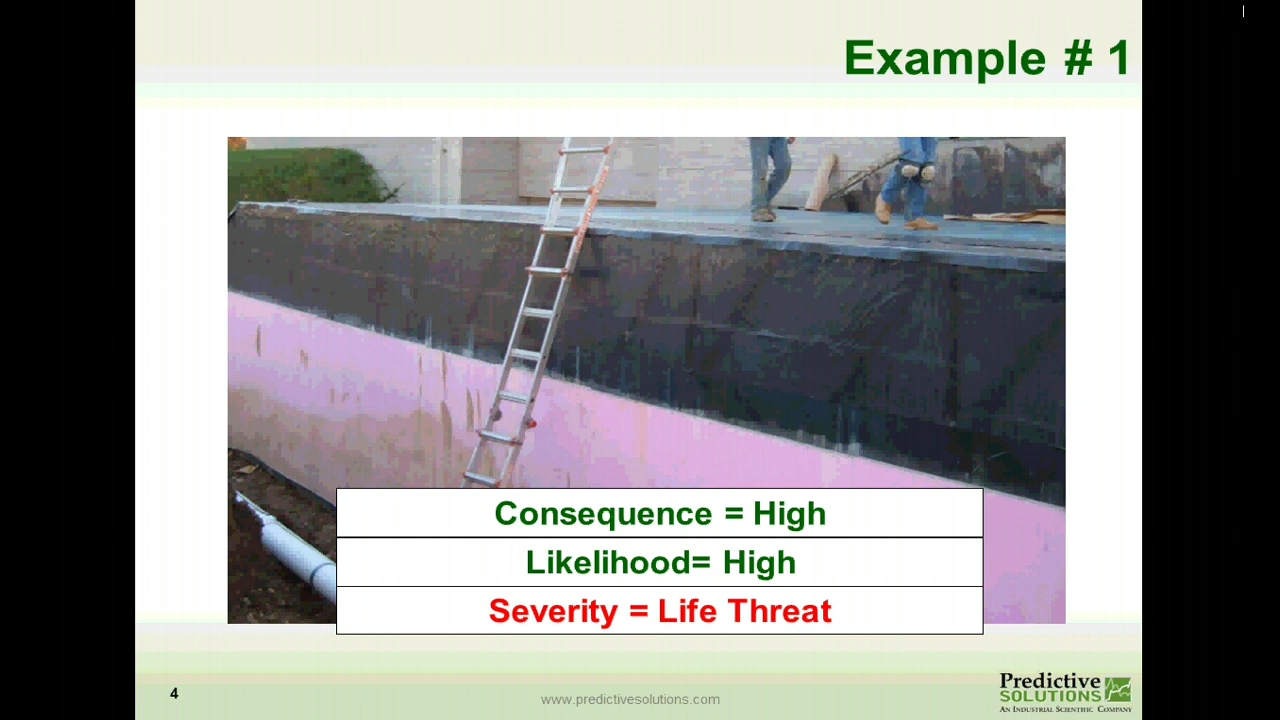 Example # 1
Consequence = High
Likelihood= High
Severity = Life Threat
4
www.predictivesolutions.com
Predictive
SOLUTIONS
AN INDUSTRIAL SCIENTIFIC COMPANY